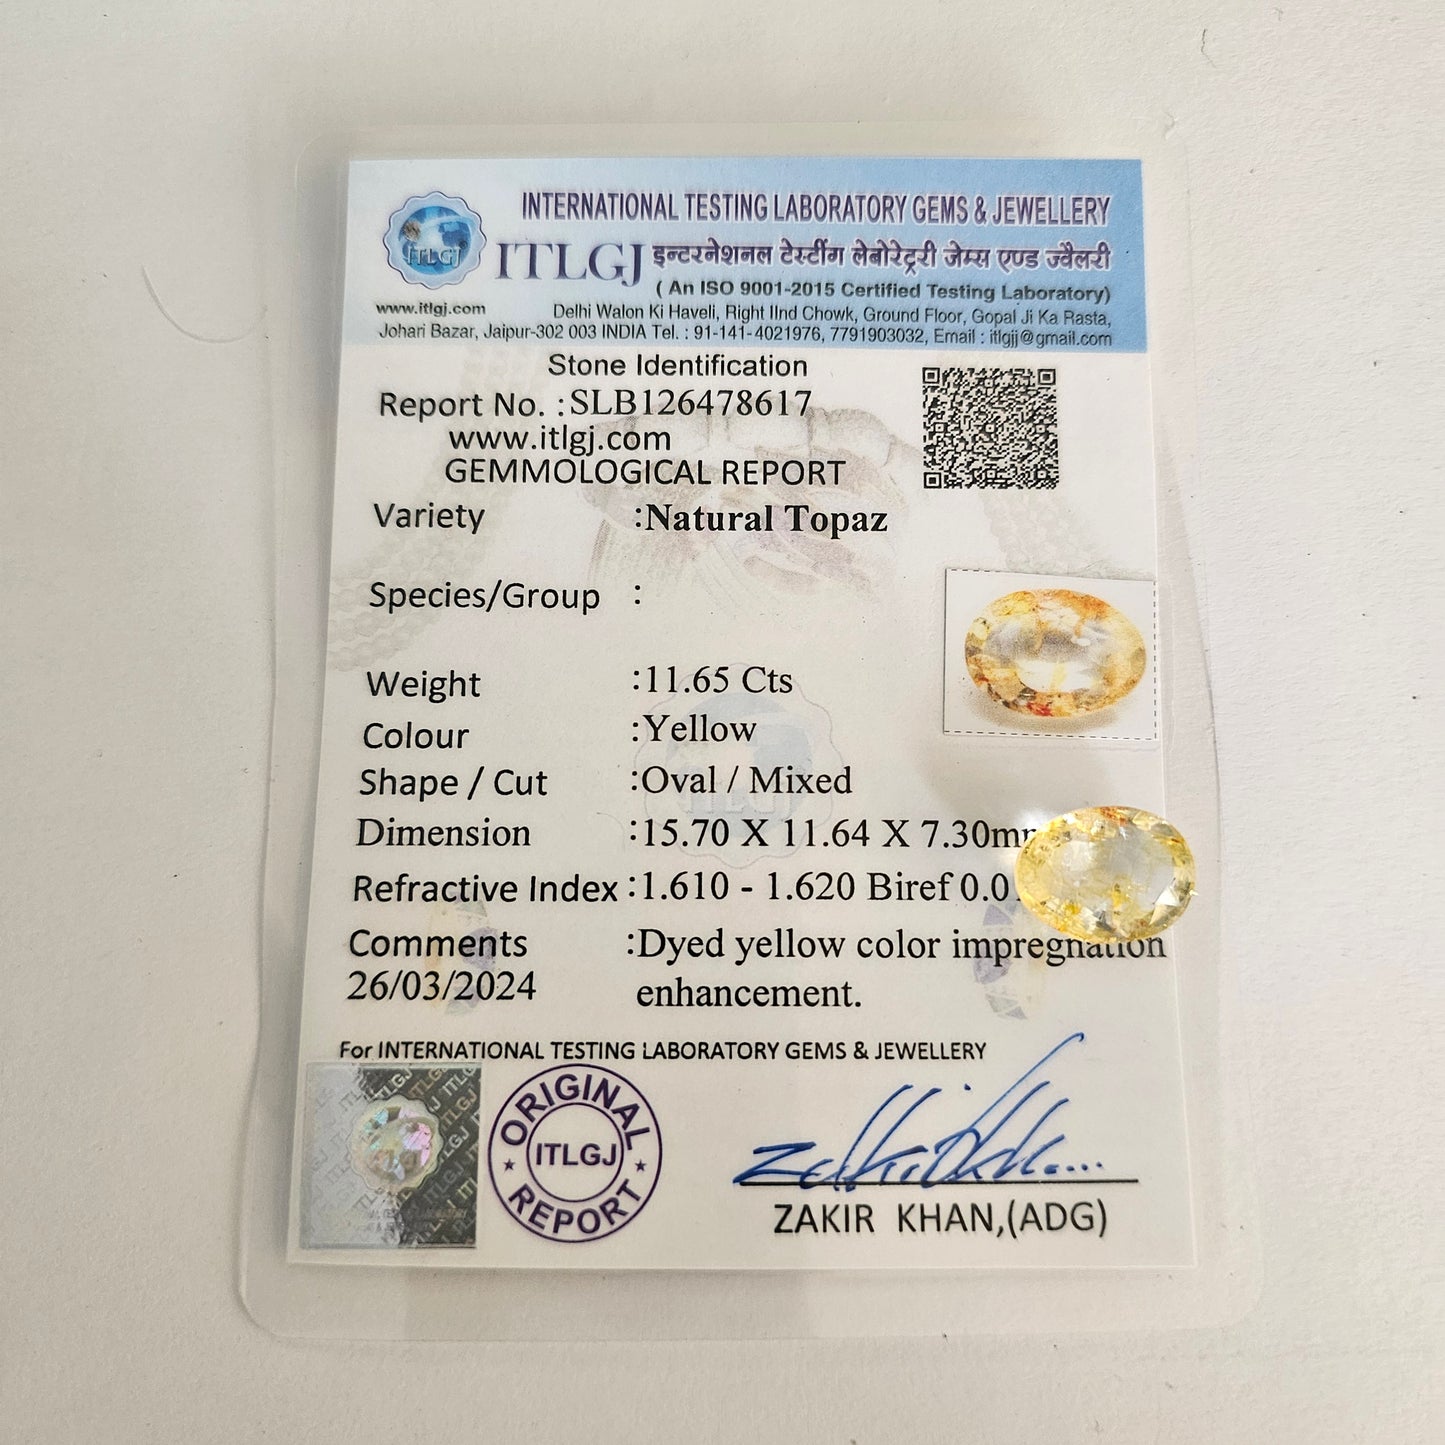 INTERNATIONAL TESTING LABORATORY GEMS & JEWELLERY
ITLGJ
ITLGJ इन्टरनेशनल टेस्टींग लेबोरेट्ररी जेम्स एण्ड ज्वैलरी
( An ISO 9001-2015 Certified Testing Laboratory)
www.itlgj.com Delhi Walon Ki Haveli, Right IInd Chowk, Ground Floor, Gopal Ji Ka Rasta,
Johari Bazar, Jaipur-302 003 INDIA Tel. : 91-141-4021976, 7791903032, Email : itlgjj@gmail.com
Stone Identification
Report No. :SLB126478617
www.itlgj.com
GEMMOLOGICAL REPORT
Variety :Natural Topaz
Species/Group :
Weight :11.65 Cts
Colour :Yellow
Shape / Cut :Oval / Mixed
Dimension :15.70 X 11.64 X 7.30mm
Refractive Index :1.610 - 1.620 Biref 0.0
Comments :Dyed yellow color impregnation
26/03/2024 enhancement.
For INTERNATIONAL TESTING LABORATORY GEMS & JEWELLERY
ORIGINAL
ITLGJ
REPORT
ZAKIR KHAN,(ADG)